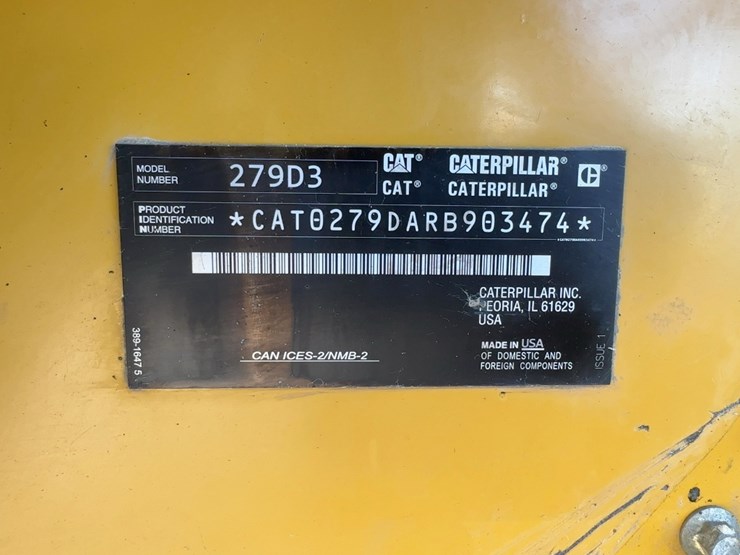 MODEL
NUMBER
279D3
CAT® CATERPILLAR®
CAT® CATERPILLAR®
C®
PRODUCT
IDENTIFICATION
NUMBER
*CAT0279DARB903474*
CATERPILLAR INC.
PEORIA, IL 61629
USA
MADE IN USA
OF DOMESTIC AND
FOREIGN COMPONENTS
CAN ICES-2/NMB-2
389-1647 5
ISSUE 1